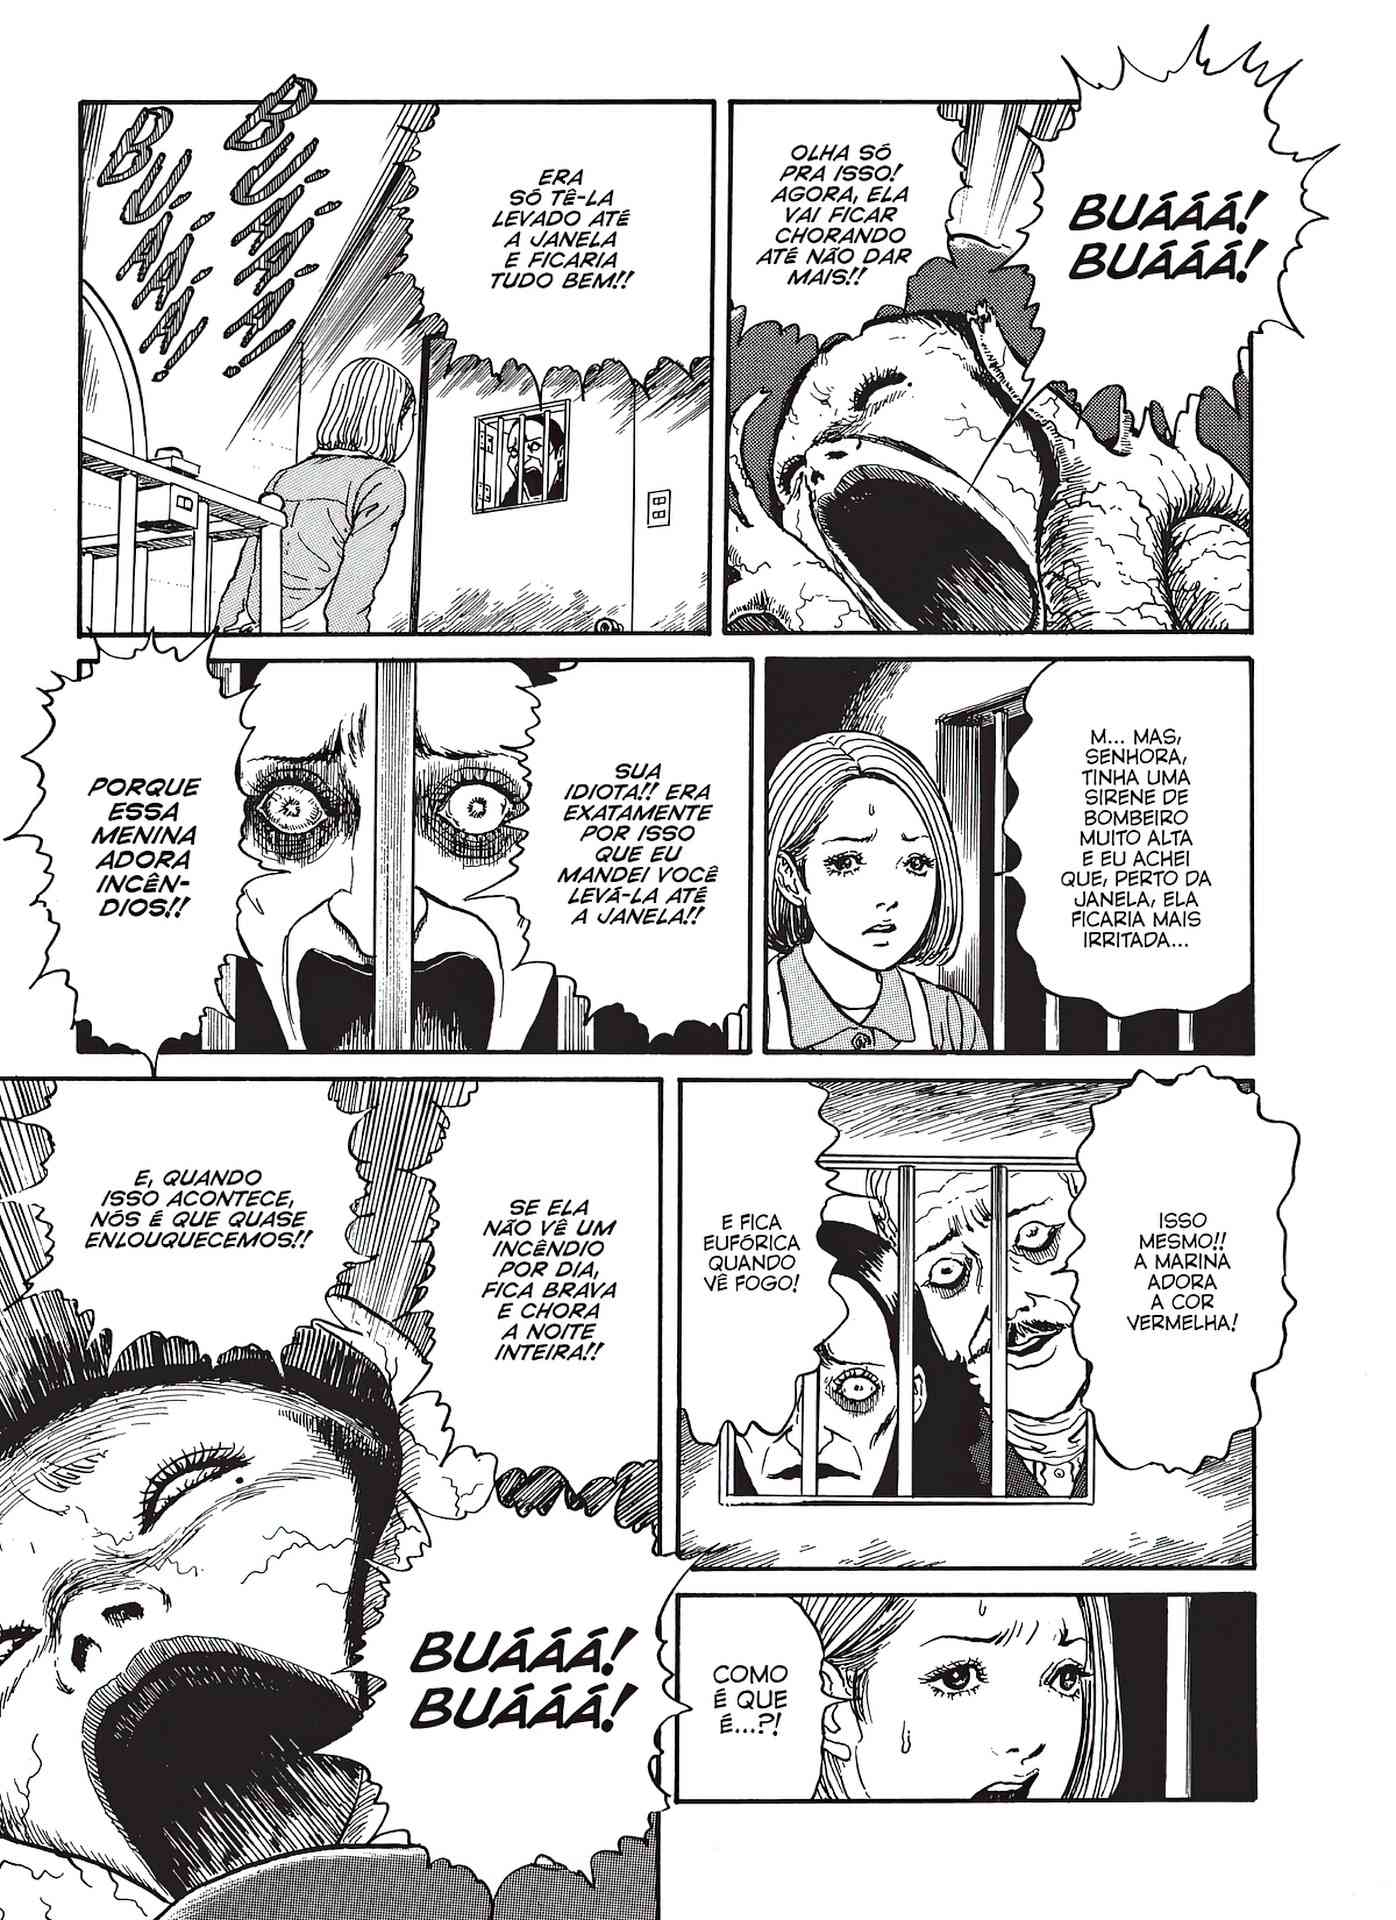 BUÁÁÁ!
BUÁÁÁ!
OLHA SÓ
PRA ISSO!
AGORA, ELA
VAI FICAR
CHORANDO
ATÉ NÃO DAR
MAIS!!
ERA
SÓ TÊ-LA
LEVADO ATÉ
A JANELA
E FICARIA
TUDO BEM!!
BUÁÁÁ!
BUÁÁÁ!
M... MAS,
SENHORA,
TINHA UMA
SIRENE DE
BOMBEIRO
MUITO ALTA
E EU ACHEI
QUE, PERTO DA
JANELA, ELA
FICARIA MAIS
IRRITADA...
SUA
IDIOTA!! ERA
EXATAMENTE
POR ISSO
QUE EU
MANDEI VOCÊ
LEVÁ-LA ATÉ
A JANELA!!
PORQUE
ESSA
MENINA
ADORA
INCÊN-
DIOS!!
ISSO
MESMO!!
A MARINA
ADORA
A COR
VERMELHA!
E FICA
EUFÓRICA
QUANDO
VÊ FOGO!
COMO
É QUE
É...?!
SE ELA
NÃO VÊ UM
INCÊNDIO
POR DIA,
FICA BRAVA
E CHORA
A NOITE
INTEIRA!!
E, QUANDO
ISSO ACONTECE,
NÓS É QUE QUASE
ENLOUQUECEMOS!!
BUÁÁÁ!
BUÁÁÁ!